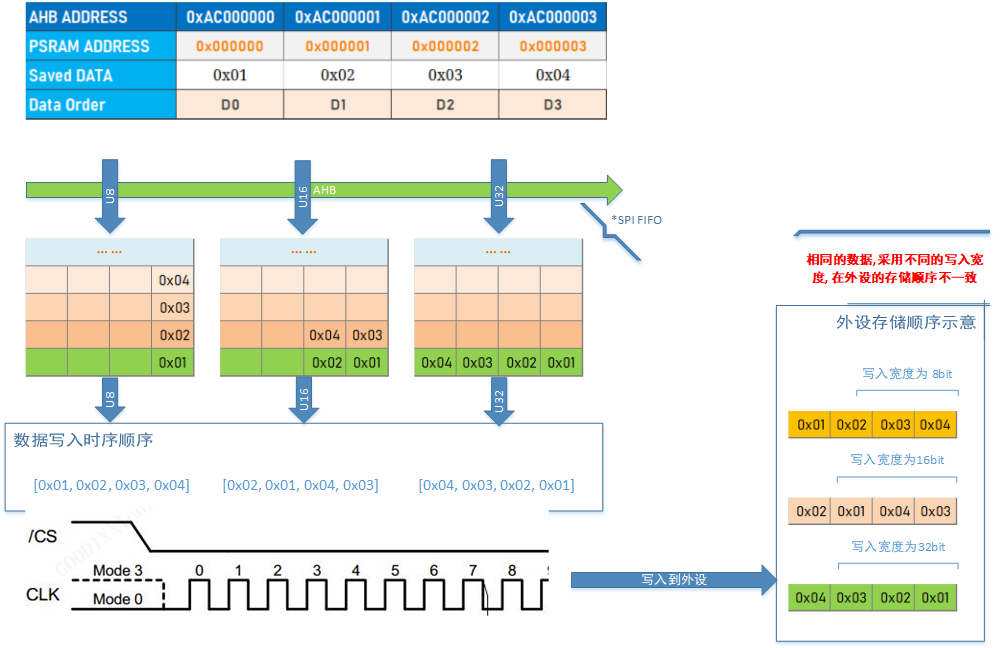 AHB ADDRESS 0xAC000000 0xAC000001 0xAC000002 0xAC000003
PSRAM ADDRESS 0x000000 0x000001 0x000002 0x000003
Saved DATA 0x01 0x02 0x03 0x04
Data Order D0 D1 D2 D3
U8 U16 AHB U32
*SPI FIFO
... ... ... ... ... ...
0x04
0x03
0x02 0x04 0x03
0x01 0x02 0x01 0x04 0x03 0x02 0x01
U8 U16 U32
数据写入时序顺序
[0x01, 0x02, 0x03, 0x04] [0x02, 0x01, 0x04, 0x03] [0x04, 0x03, 0x02, 0x01]
/CS
Mode 3 0 1 2 3 4 5 6 7 8
CLK Mode 0
写入到外设
相同的数据,采用不同的写入宽
度, 在外设的存储顺序不一致
外设存储顺序示意
写入宽度为 8bit
0x01 0x02 0x03 0x04
写入宽度为16bit
0x02 0x01 0x04 0x03
写入宽度为32bit
0x04 0x03 0x02 0x01